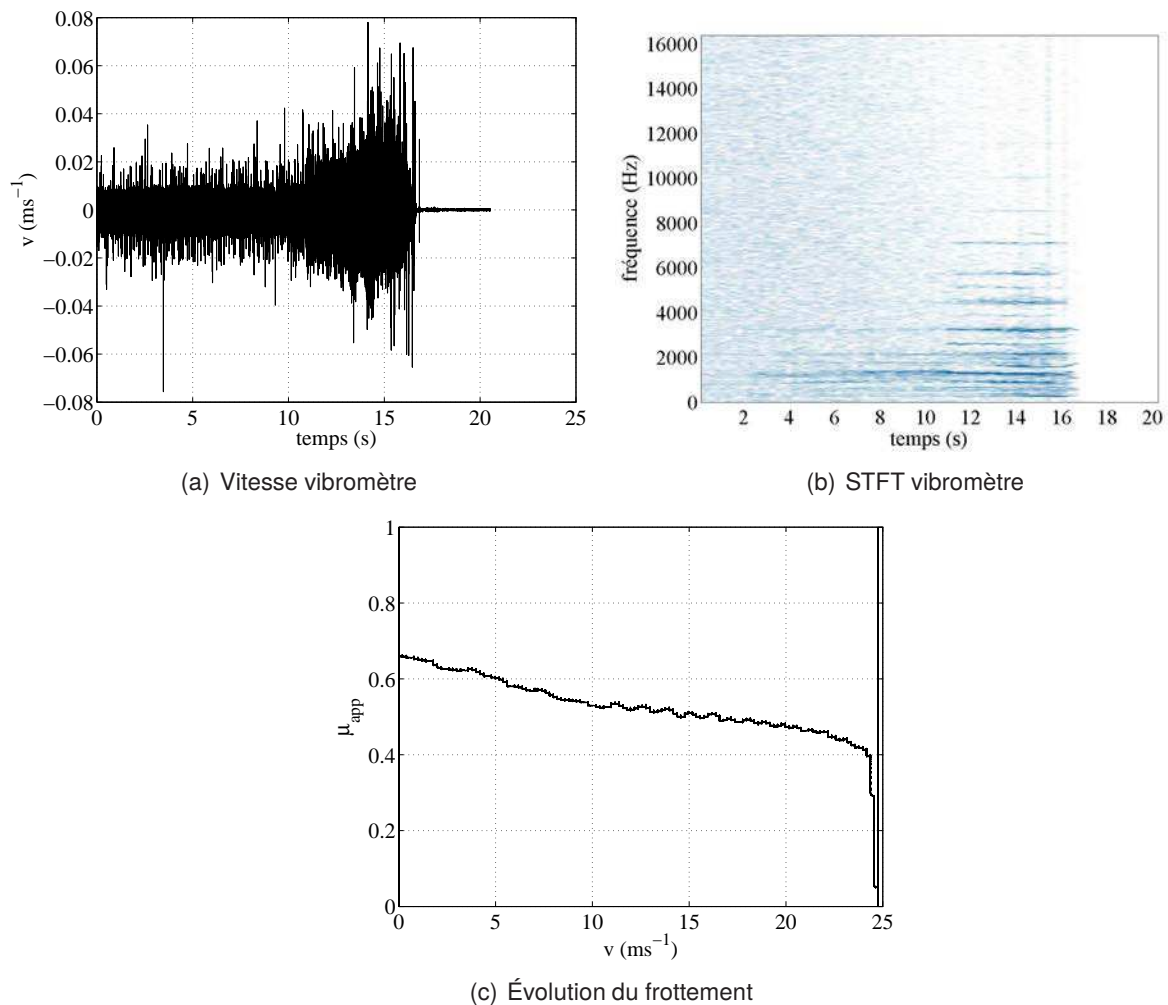 0.08
0.06
0.04
0.02
0
−0.02
−0.04
−0.06
−0.08
v (ms⁻¹)
0 5 10 15 20 25
temps (s)
(a) Vitesse vibromètre
16000
14000
12000
10000
8000
6000
4000
2000
0
fréquence (Hz)
2 4 6 8 10 12 14 16 18 20
temps (s)
(b) STFT vibromètre
1
0.8
0.6
0.4
0.2
0
μapp
0 5 10 15 20 25
v (ms⁻¹)
(c) Évolution du frottement